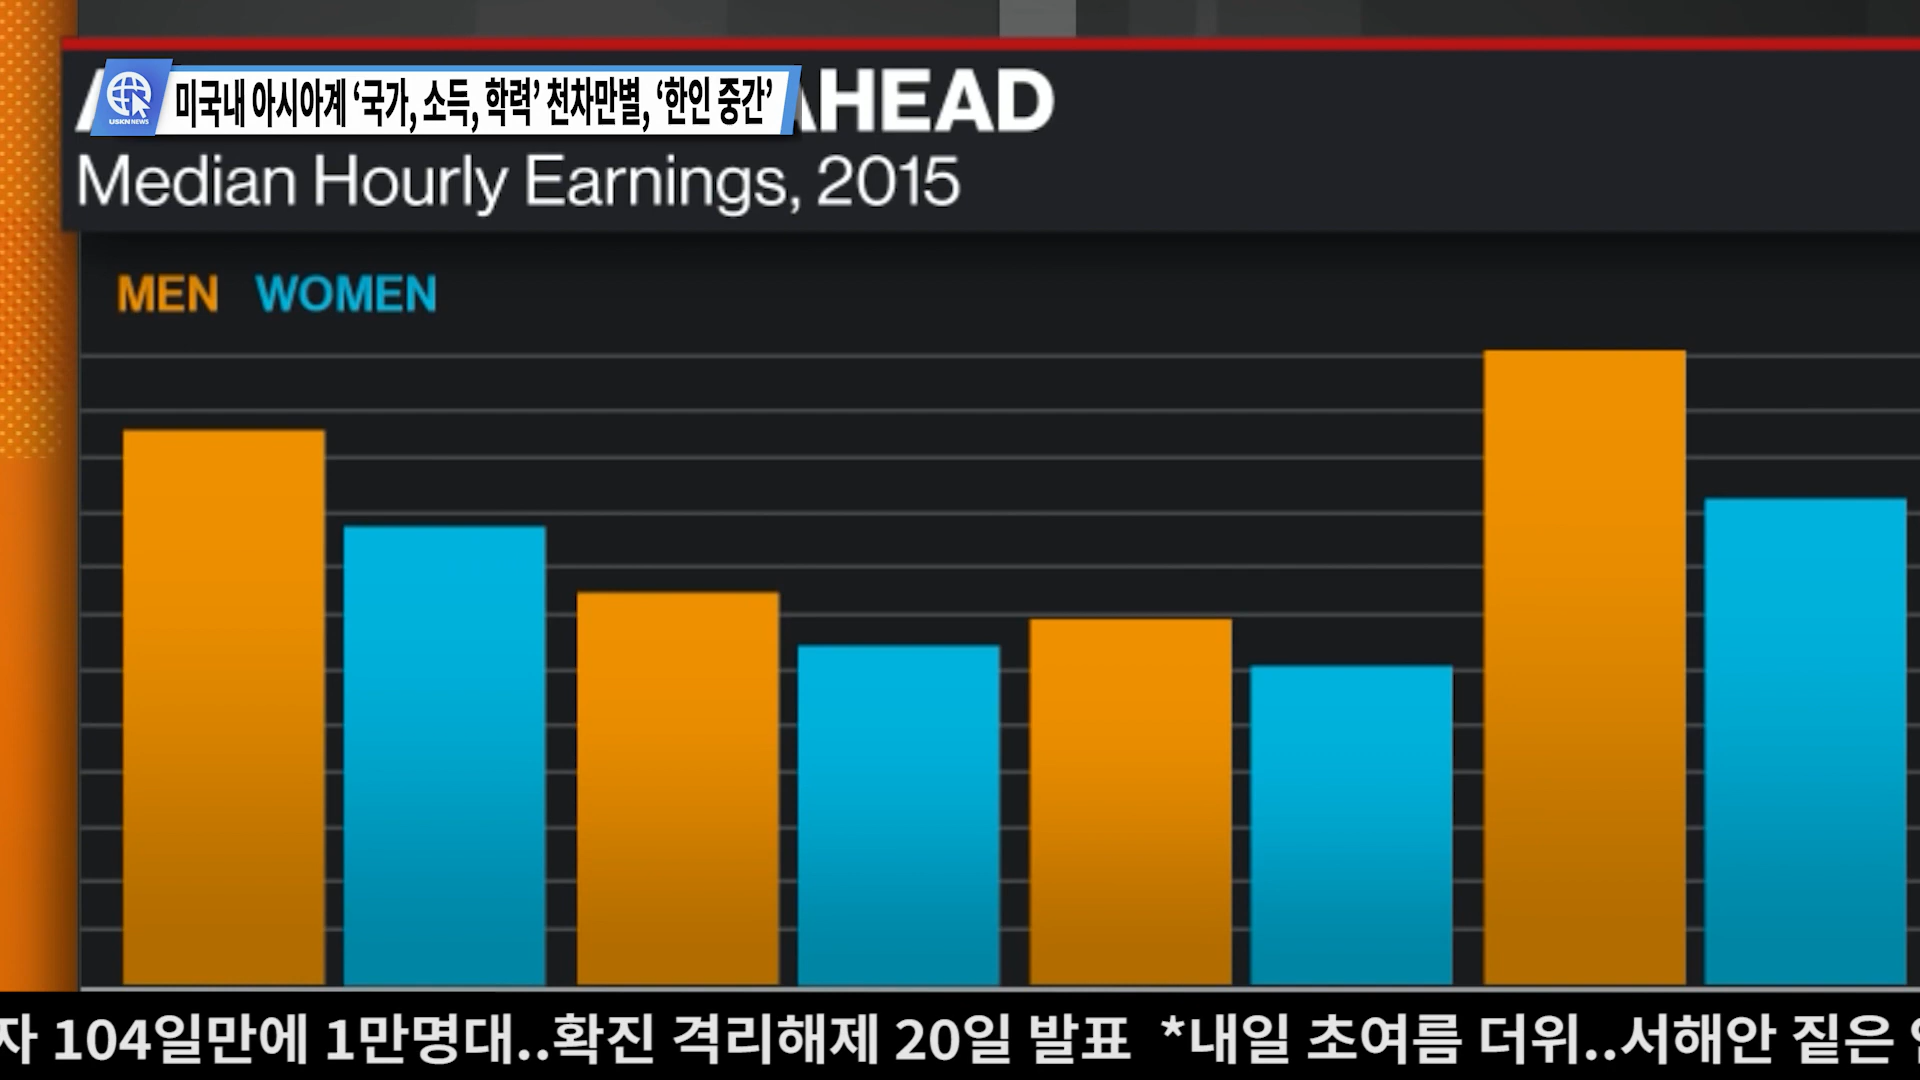 미국내 아시아계 ‘국가, 소득, 학력’ 천차만별, ‘한인 중간’
USKN NEWS
AHEAD
Median Hourly Earnings, 2015
MEN WOMEN
자 104일만에 1만명대..확진 격리해제 20일 발표 *내일 초여름 더위..서해안 짙은